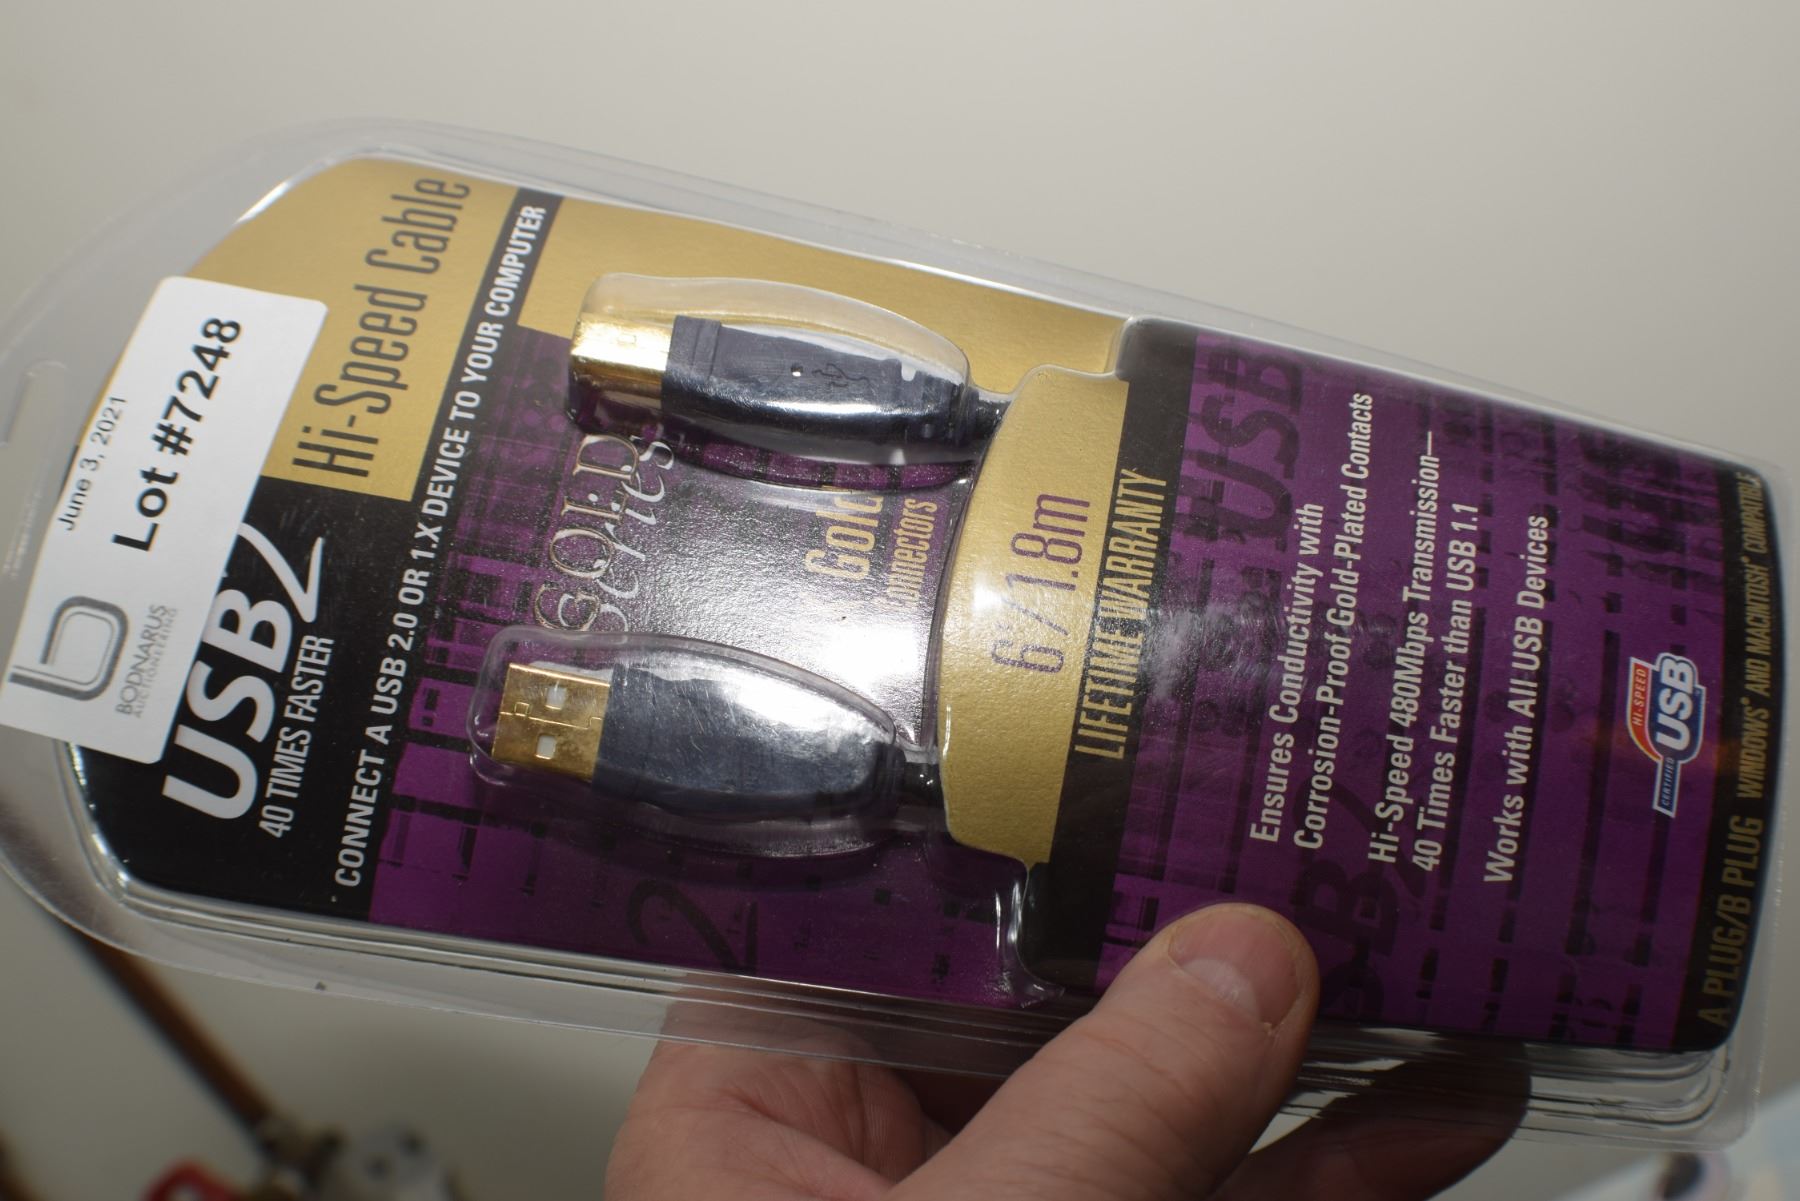 June 3, 2021
Lot #7248
BODNARUS
AUCTIONEERING
Hi-Speed Cable
USB2
40 TIMES FASTER
CONNECT A USB 2.0 OR 1.X DEVICE TO YOUR COMPUTER
GOLD
Series
Gold
Connectors
6'/1.8m
LIFETIME WARRANTY
USB
Ensures Conductivity with
Corrosion-Proof Gold-Plated Contacts
Hi-Speed 480Mbps Transmission—
40 Times Faster than USB 1.1
Works with All USB Devices
HI-SPEED
CERTIFIED USB
A PLUG/B PLUG WINDOWS® AND MACINTOSH® COMPATIBLE